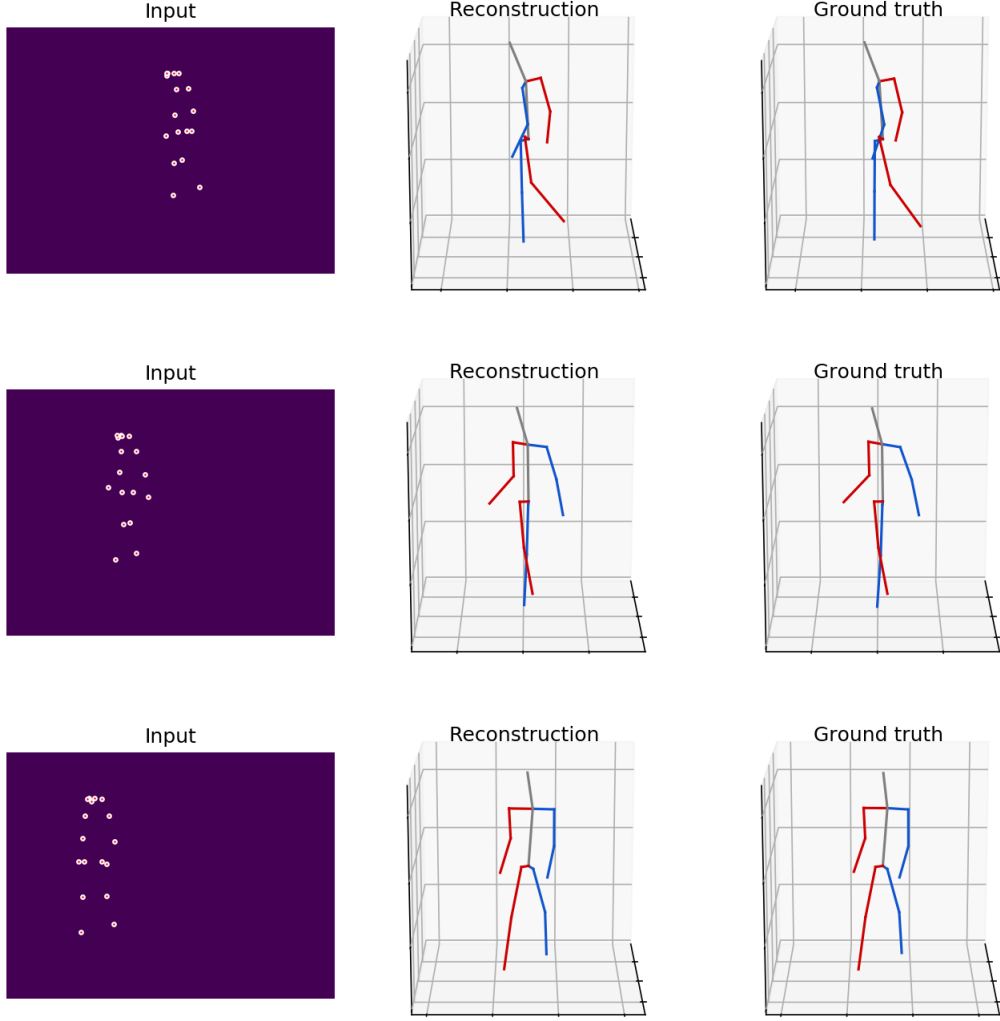 Input
Reconstruction
Ground truth
Input
Reconstruction
Ground truth
Input
Reconstruction
Ground truth